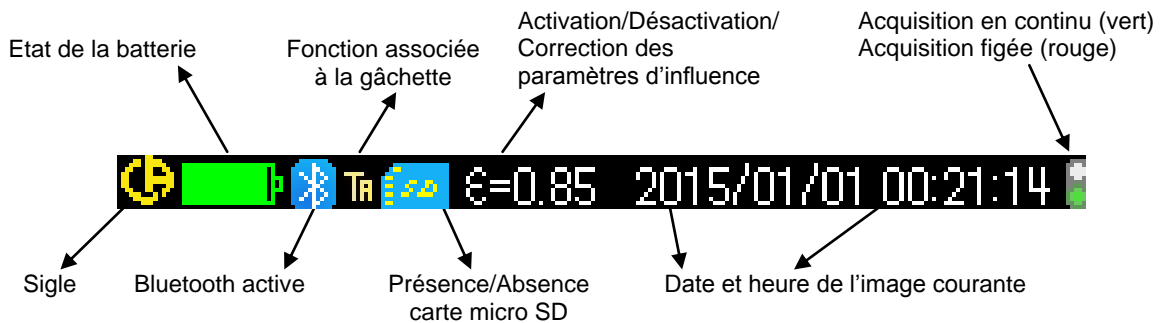 Activation/Désactivation/
Correction des
paramètres d’influence
Acquisition en continu (vert)
Acquisition figée (rouge)
Etat de la batterie
Fonction associée
à la gâchette
TA SD ε=0.85 2015/01/01 00:21:14
Sigle
Bluetooth active
Présence/Absence
carte micro SD
Date et heure de l’image courante